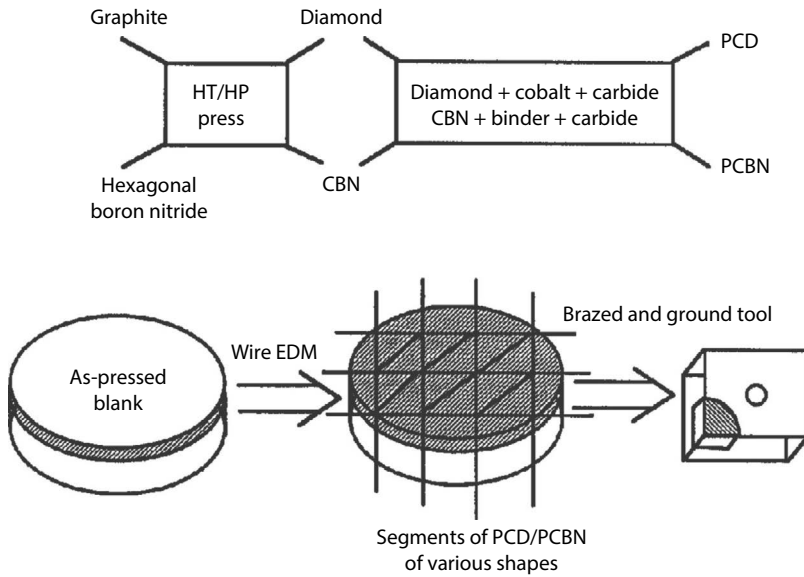 Graphite
Diamond
PCD
HT/HP
press
Diamond + cobalt + carbide
CBN + binder + carbide
Hexagonal
boron nitride
CBN
PCBN
As-pressed
blank
Wire EDM
Brazed and ground tool
Segments of PCD/PCBN
of various shapes